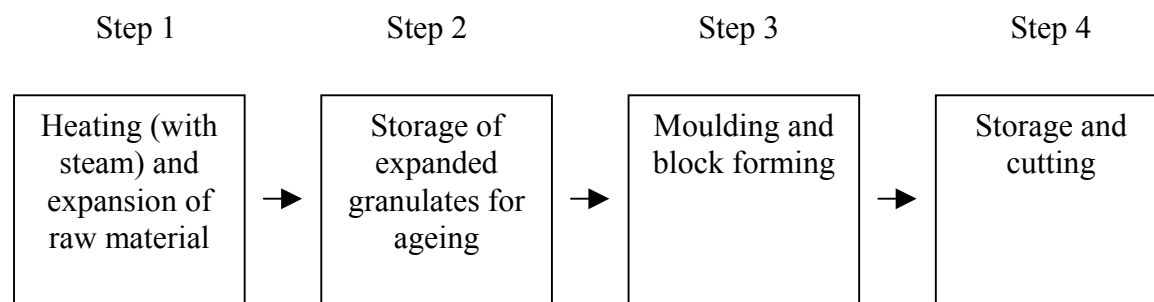 Step 1
Step 2
Step 3
Step 4
Heating (with
steam) and
expansion of
raw material
Storage of
expanded
granulates for
ageing
Moulding and
block forming
Storage and
cutting